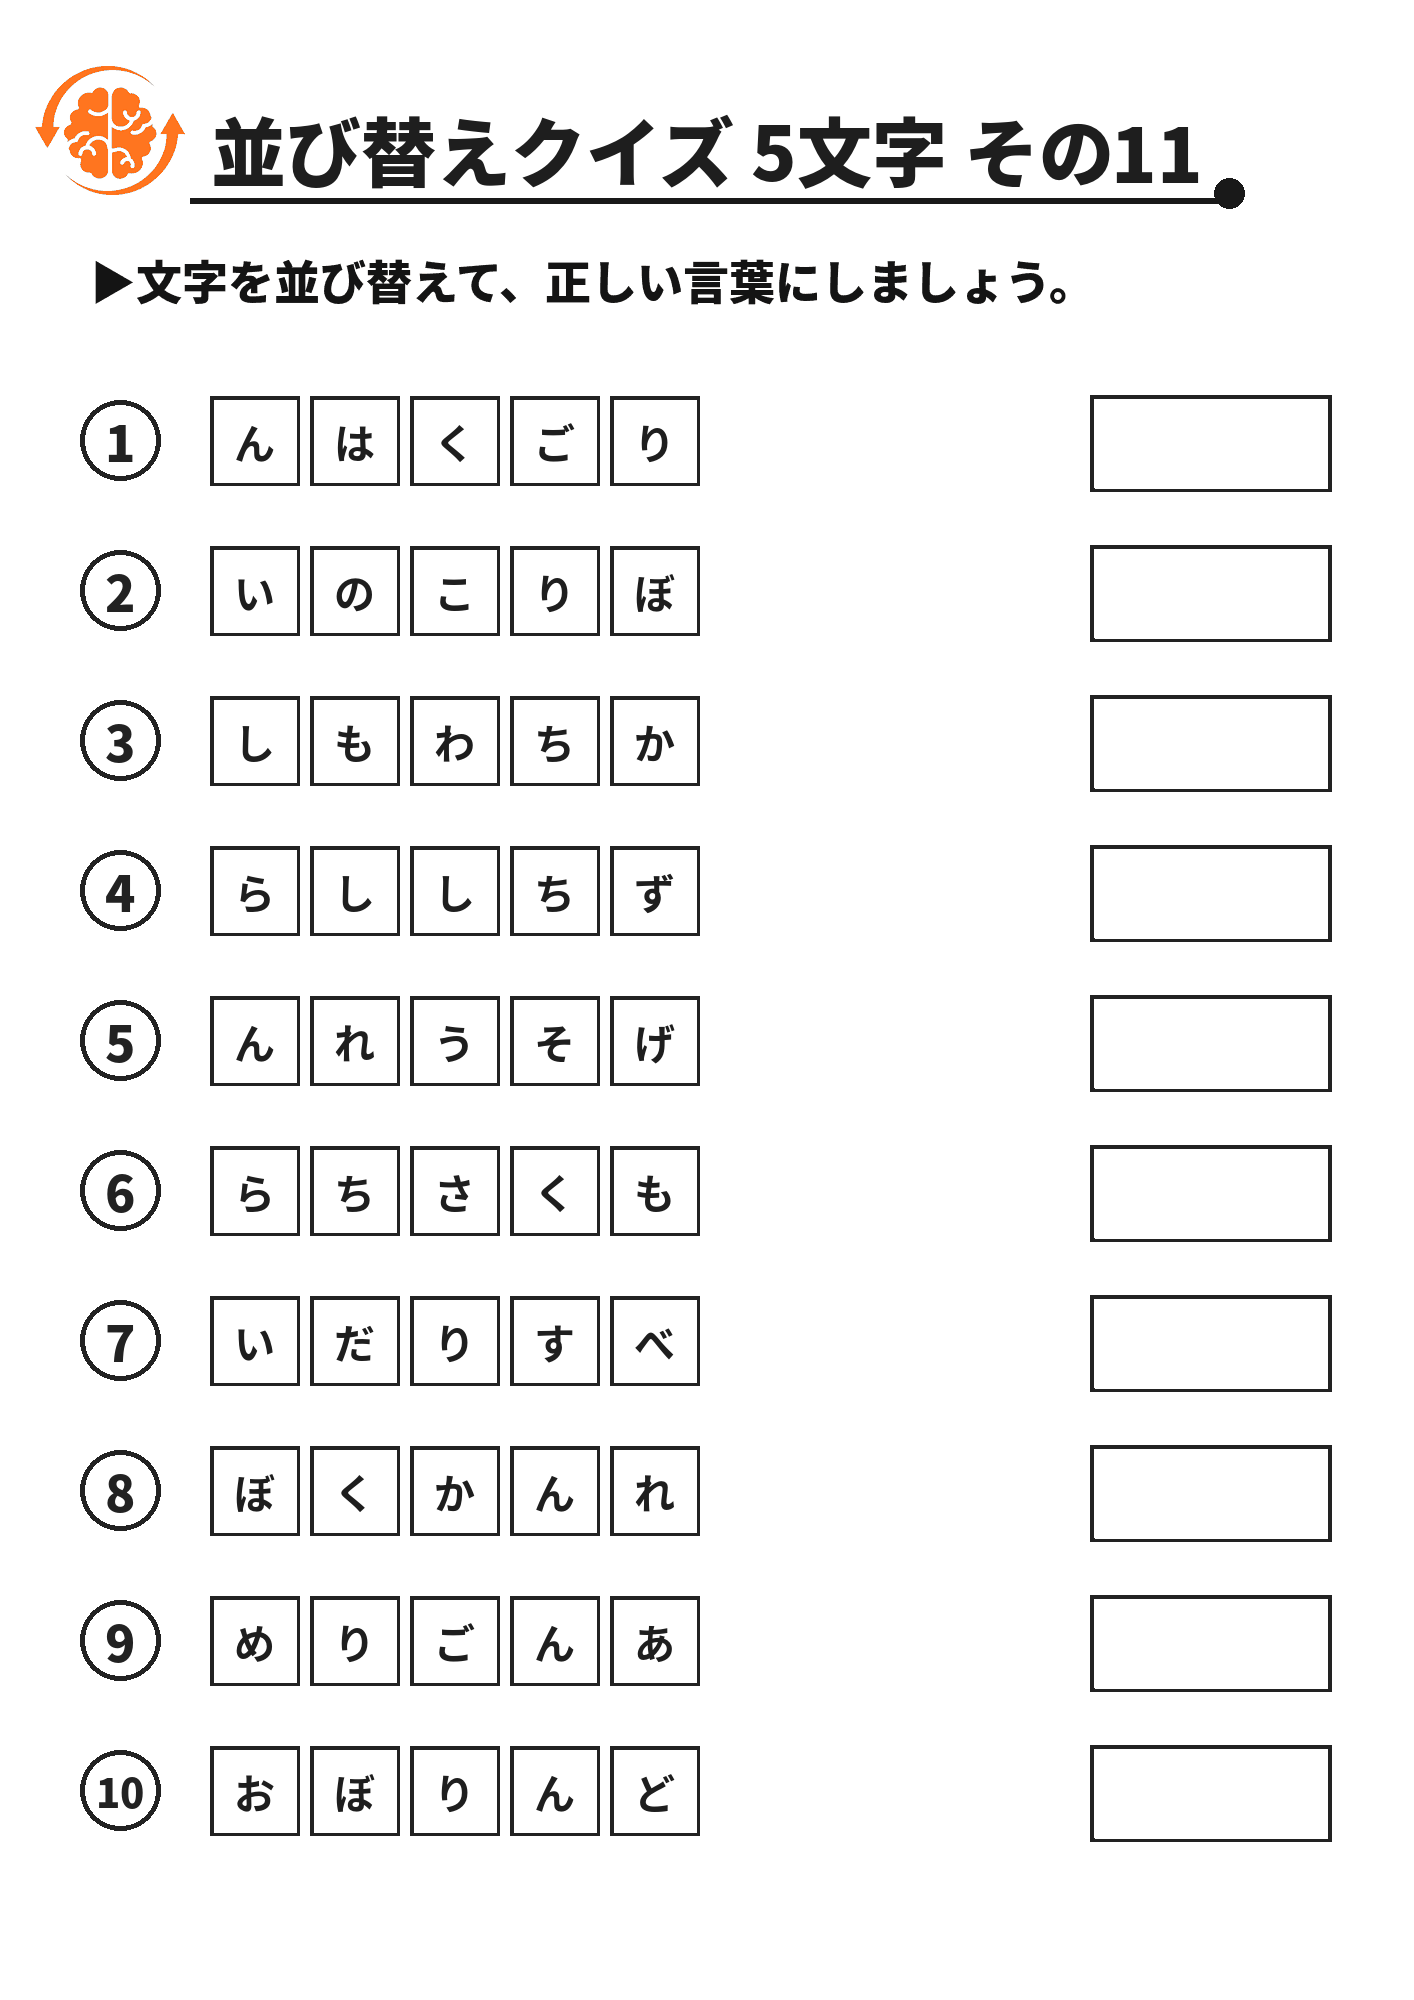 並び替えクイズ 5文字 その11
▶文字を並び替えて、正しい言葉にしましょう。
1 ん は く ご り
2 い の こ り ぼ
3 し も わ ち か
4 ら し し ち ず
5 ん れ う そ げ
6 ら ち さ く も
7 い だ り す べ
8 ぼ く か ん れ
9 め り ご ん あ
10 お ぼ り ん ど